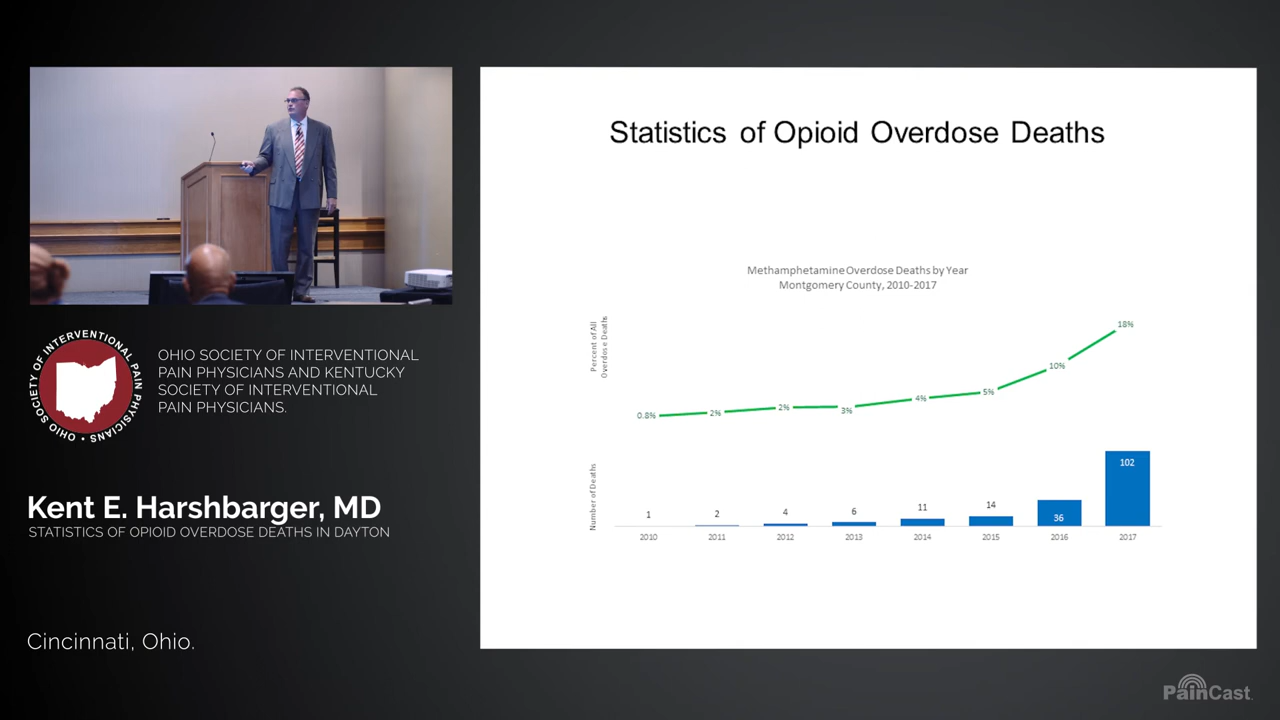 OHIO SOCIETY OF INTERVENTIONAL PAIN PHYSICIANS
OHIO SOCIETY OF INTERVENTIONAL
PAIN PHYSICIANS AND KENTUCKY
SOCIETY OF INTERVENTIONAL
PAIN PHYSICIANS.
Kent E. Harshbarger, MD
STATISTICS OF OPIOID OVERDOSE DEATHS IN DAYTON
Cincinnati, Ohio.
Statistics of Opioid Overdose Deaths
Methamphetamine Overdose Deaths by Year
Montgomery County, 2010-2017
Percent of All
Overdose Deaths
0.8% 2% 2% 3% 4% 5% 10% 18%
Number of Deaths
1 2 4 6 11 14 36 102
2010 2011 2012 2013 2014 2015 2016 2017
PainCast